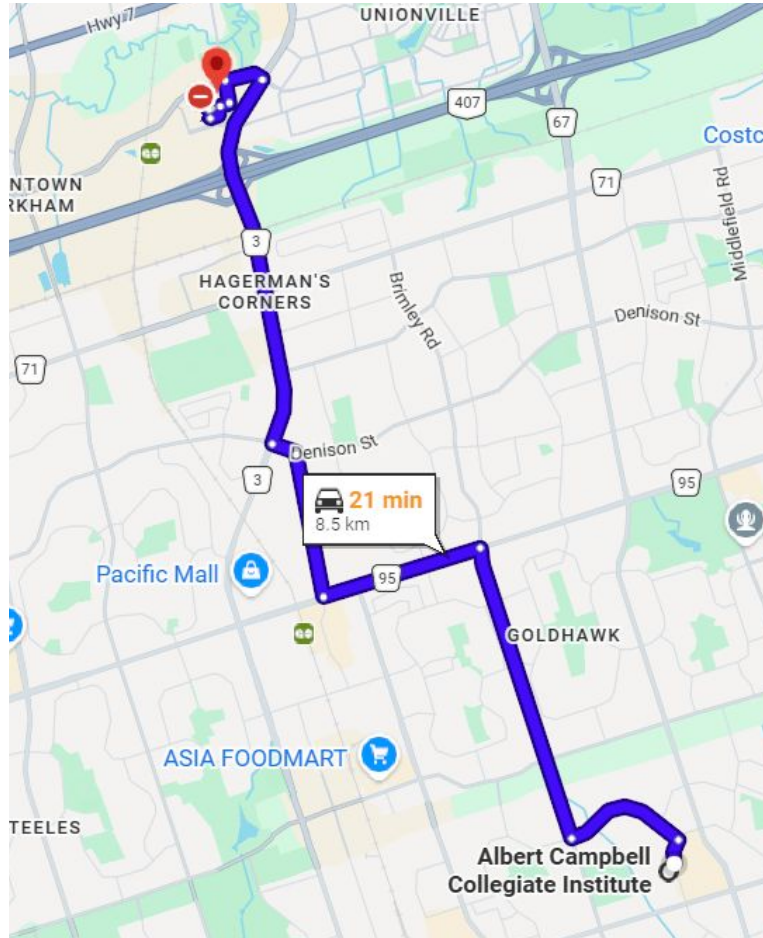 UNIONVILLE
Hwy 7
407
67
Costc
NTOWN
RKHAM
71
Middlefield Rd
3
HAGERMAN'S
CORNERS
Brimley Rd
Denison St
71
Denison St
3
95
21 min
8.5 km
Pacific Mall
95
GOLDHAWK
ASIA FOODMART
TEELES
Albert Campbell
Collegiate Institute